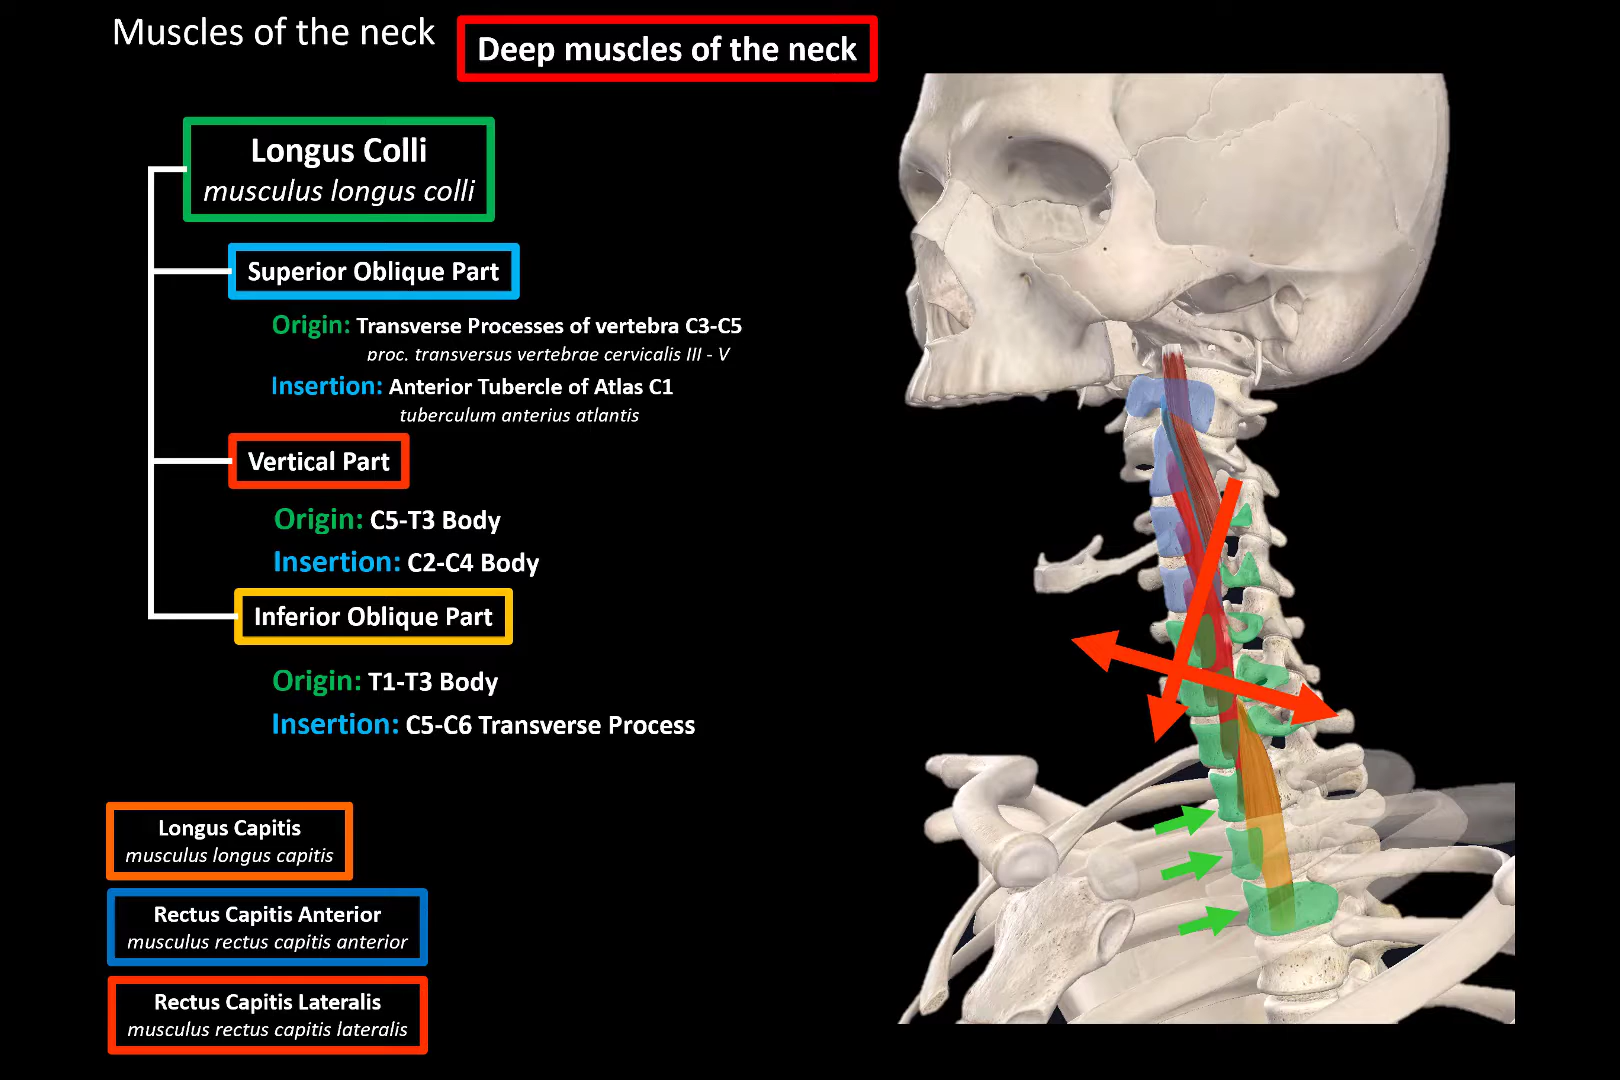 Muscles of the neck
Deep muscles of the neck
Longus Colli
musculus longus colli
Superior Oblique Part
Origin: Transverse Processes of vertebra C3-C5
proc. transversus vertebrae cervicalis III - V
Insertion: Anterior Tubercle of Atlas C1
tuberculum anterius atlantis
Vertical Part
Origin: C5-T3 Body
Insertion: C2-C4 Body
Inferior Oblique Part
Origin: T1-T3 Body
Insertion: C5-C6 Transverse Process
Longus Capitis
musculus longus capitis
Rectus Capitis Anterior
musculus rectus capitis anterior
Rectus Capitis Lateralis
musculus rectus capitis lateralis